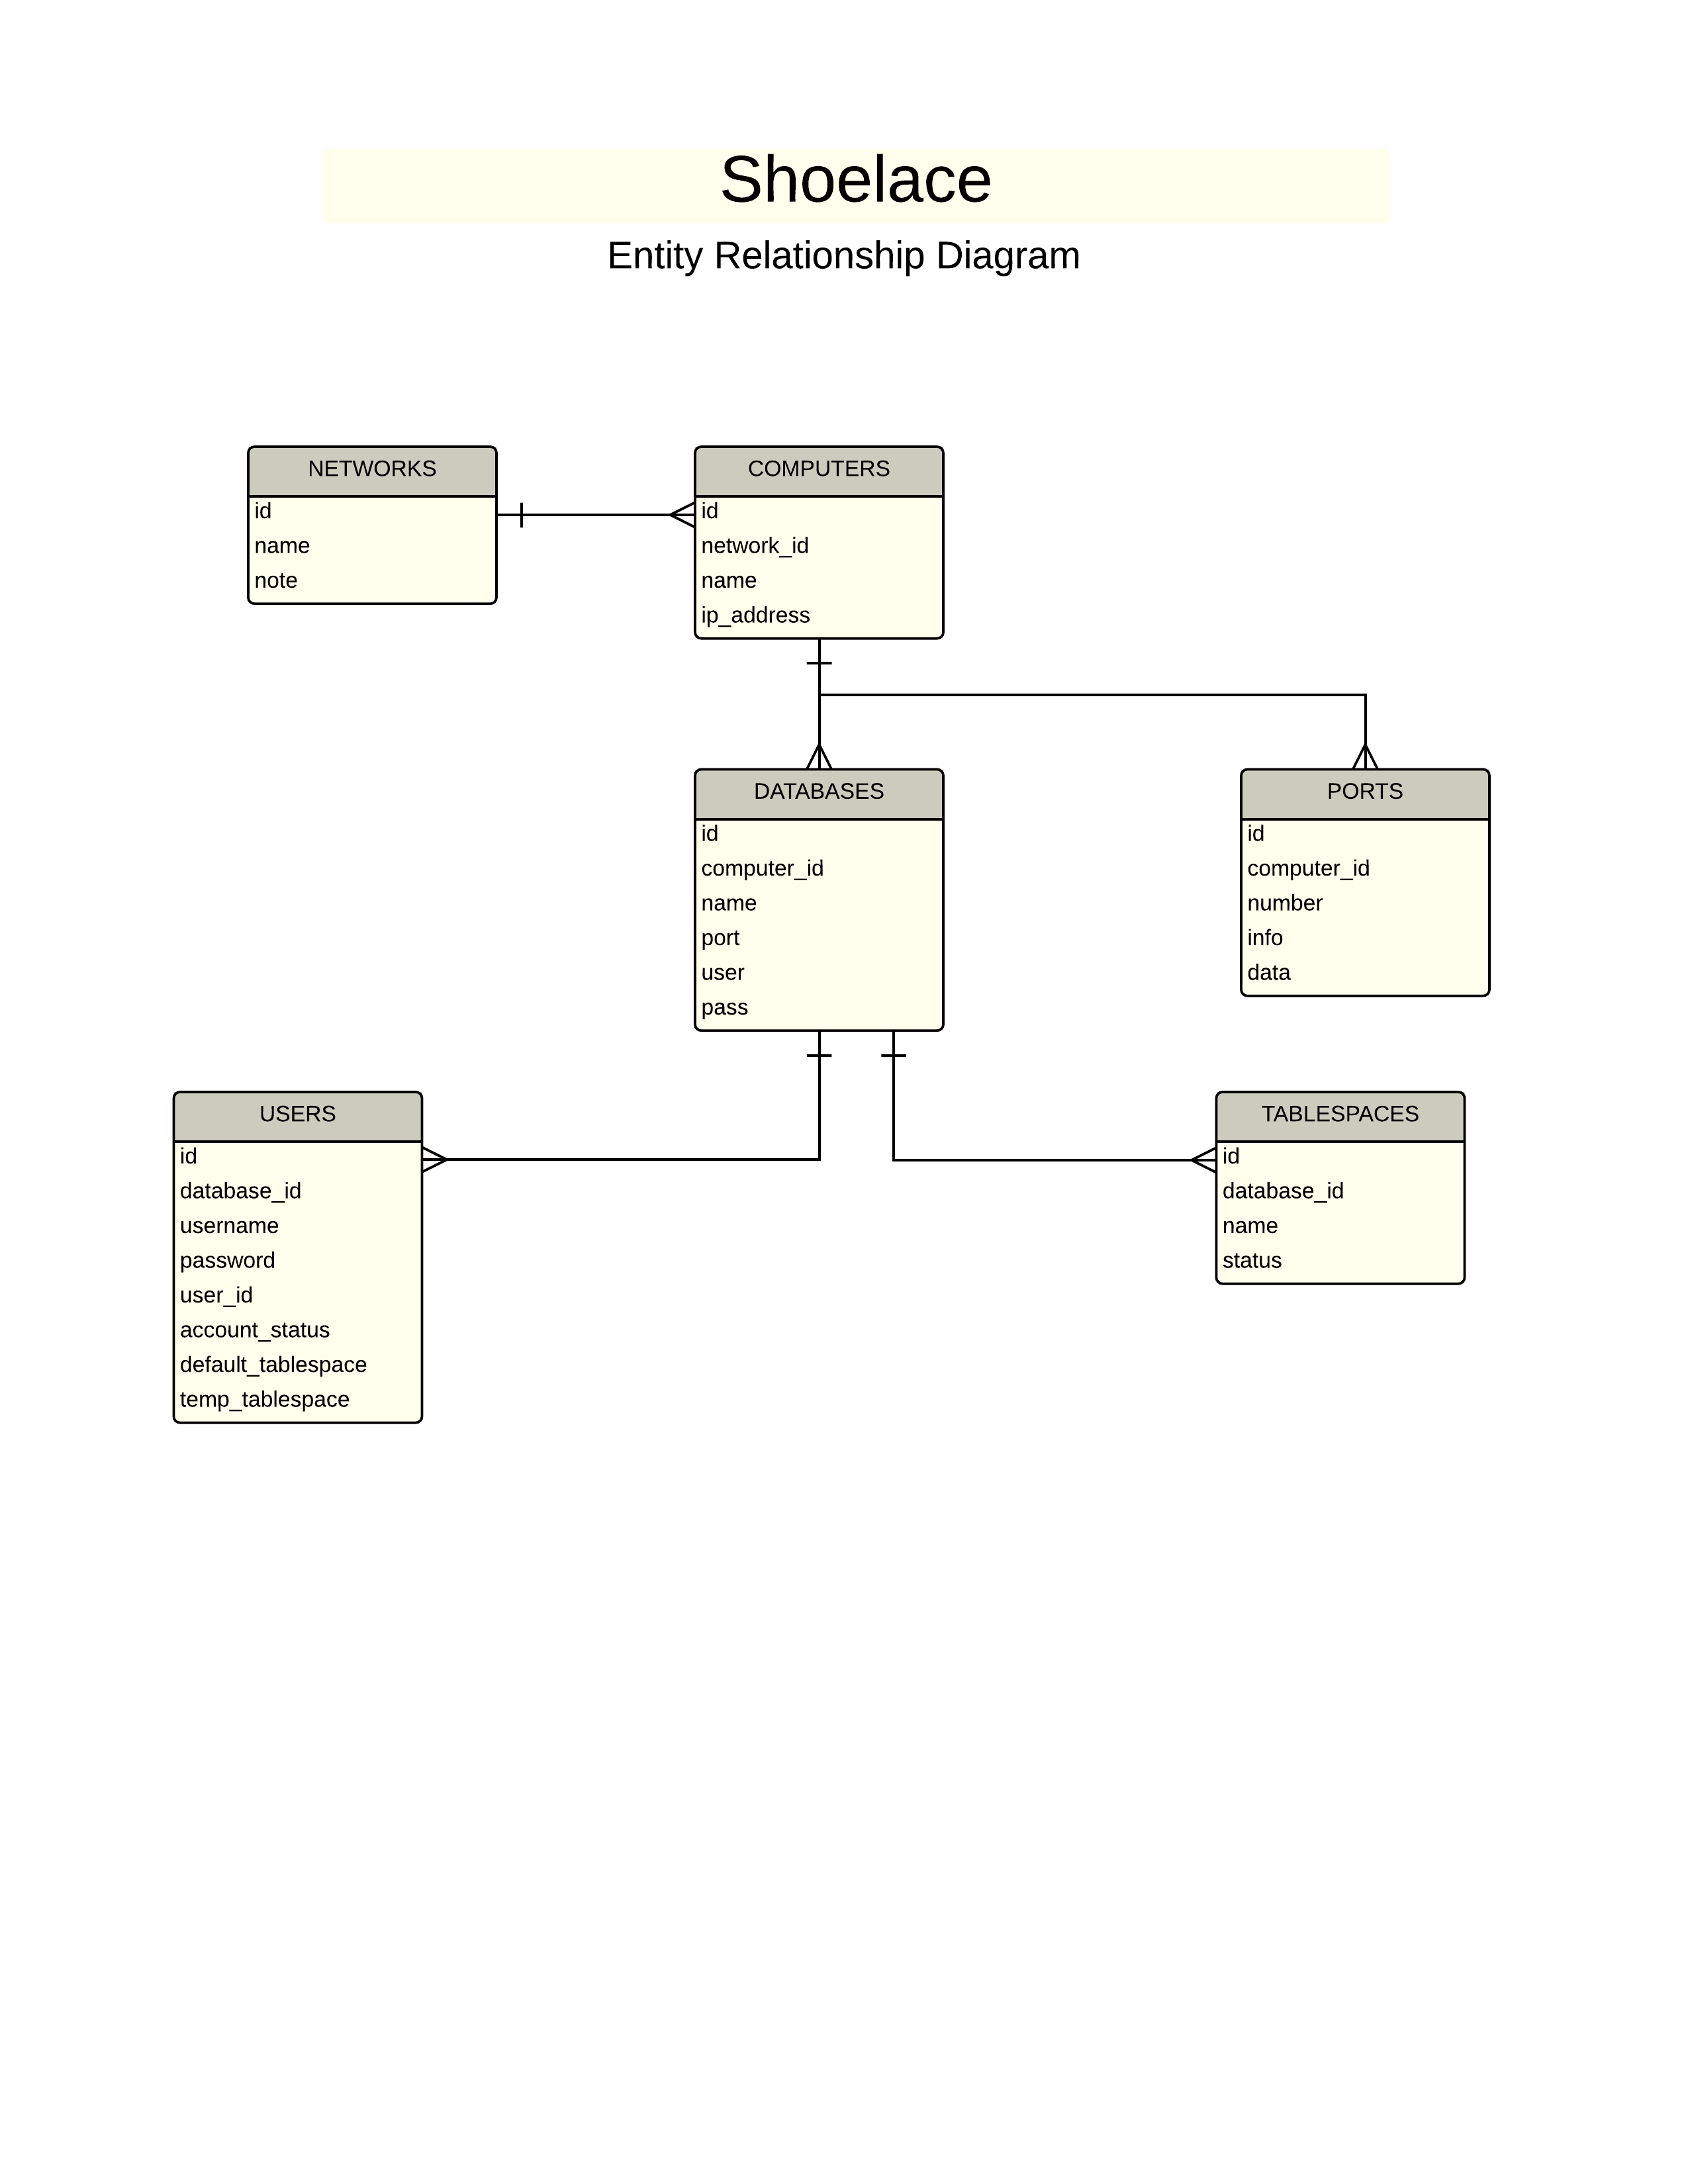 Shoelace
Entity Relationship Diagram
NETWORKS
id
name
note
COMPUTERS
id
network_id
name
ip_address
DATABASES
id
computer_id
name
port
user
pass
PORTS
id
computer_id
number
info
data
USERS
id
database_id
username
password
user_id
account_status
default_tablespace
temp_tablespace
TABLESPACES
id
database_id
name
status